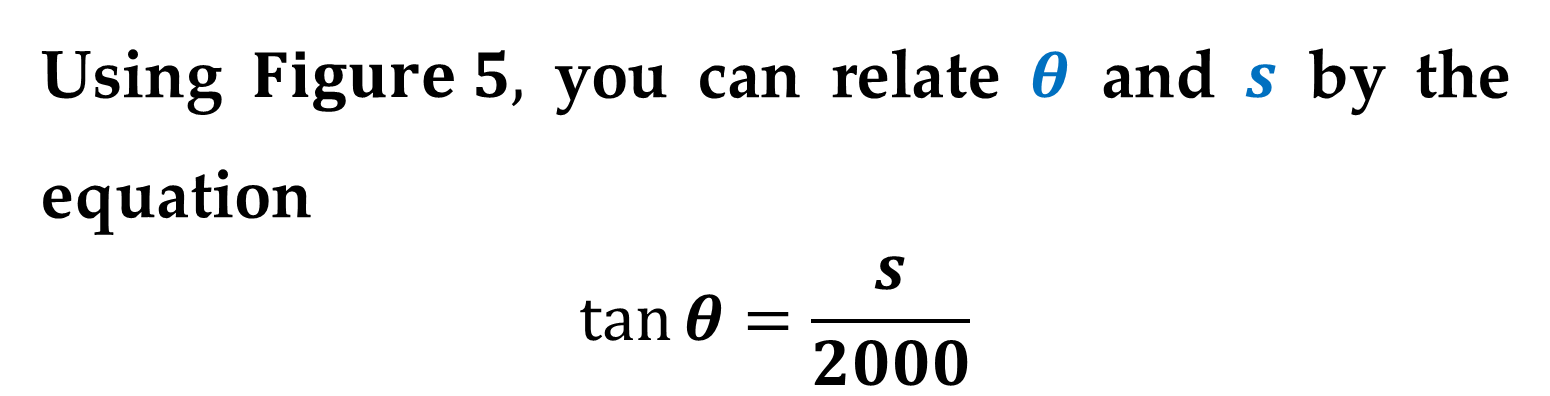 Using Figure 5, you can relate θ and s by the
equation
tan θ = s/2000